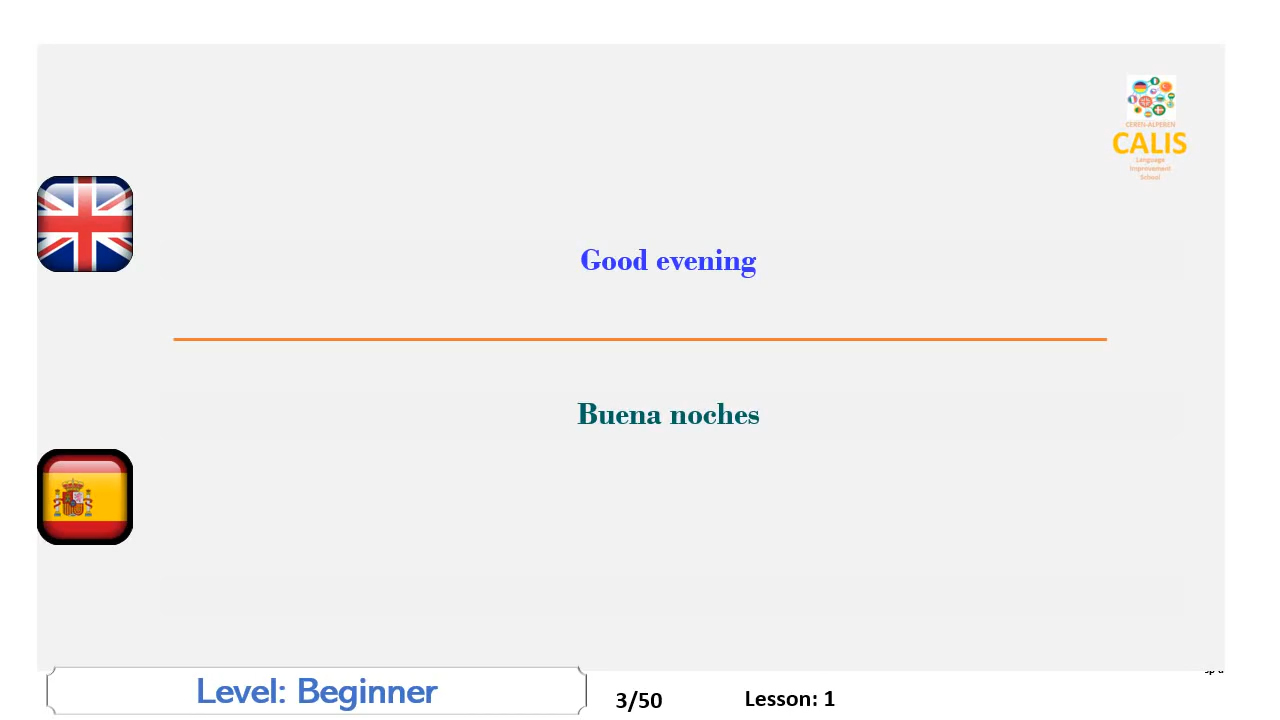 CEREN-ALPEREN
CALIS
Language
Improvement
School
Good evening
Buena noches
Level: Beginner
3/50
Lesson: 1